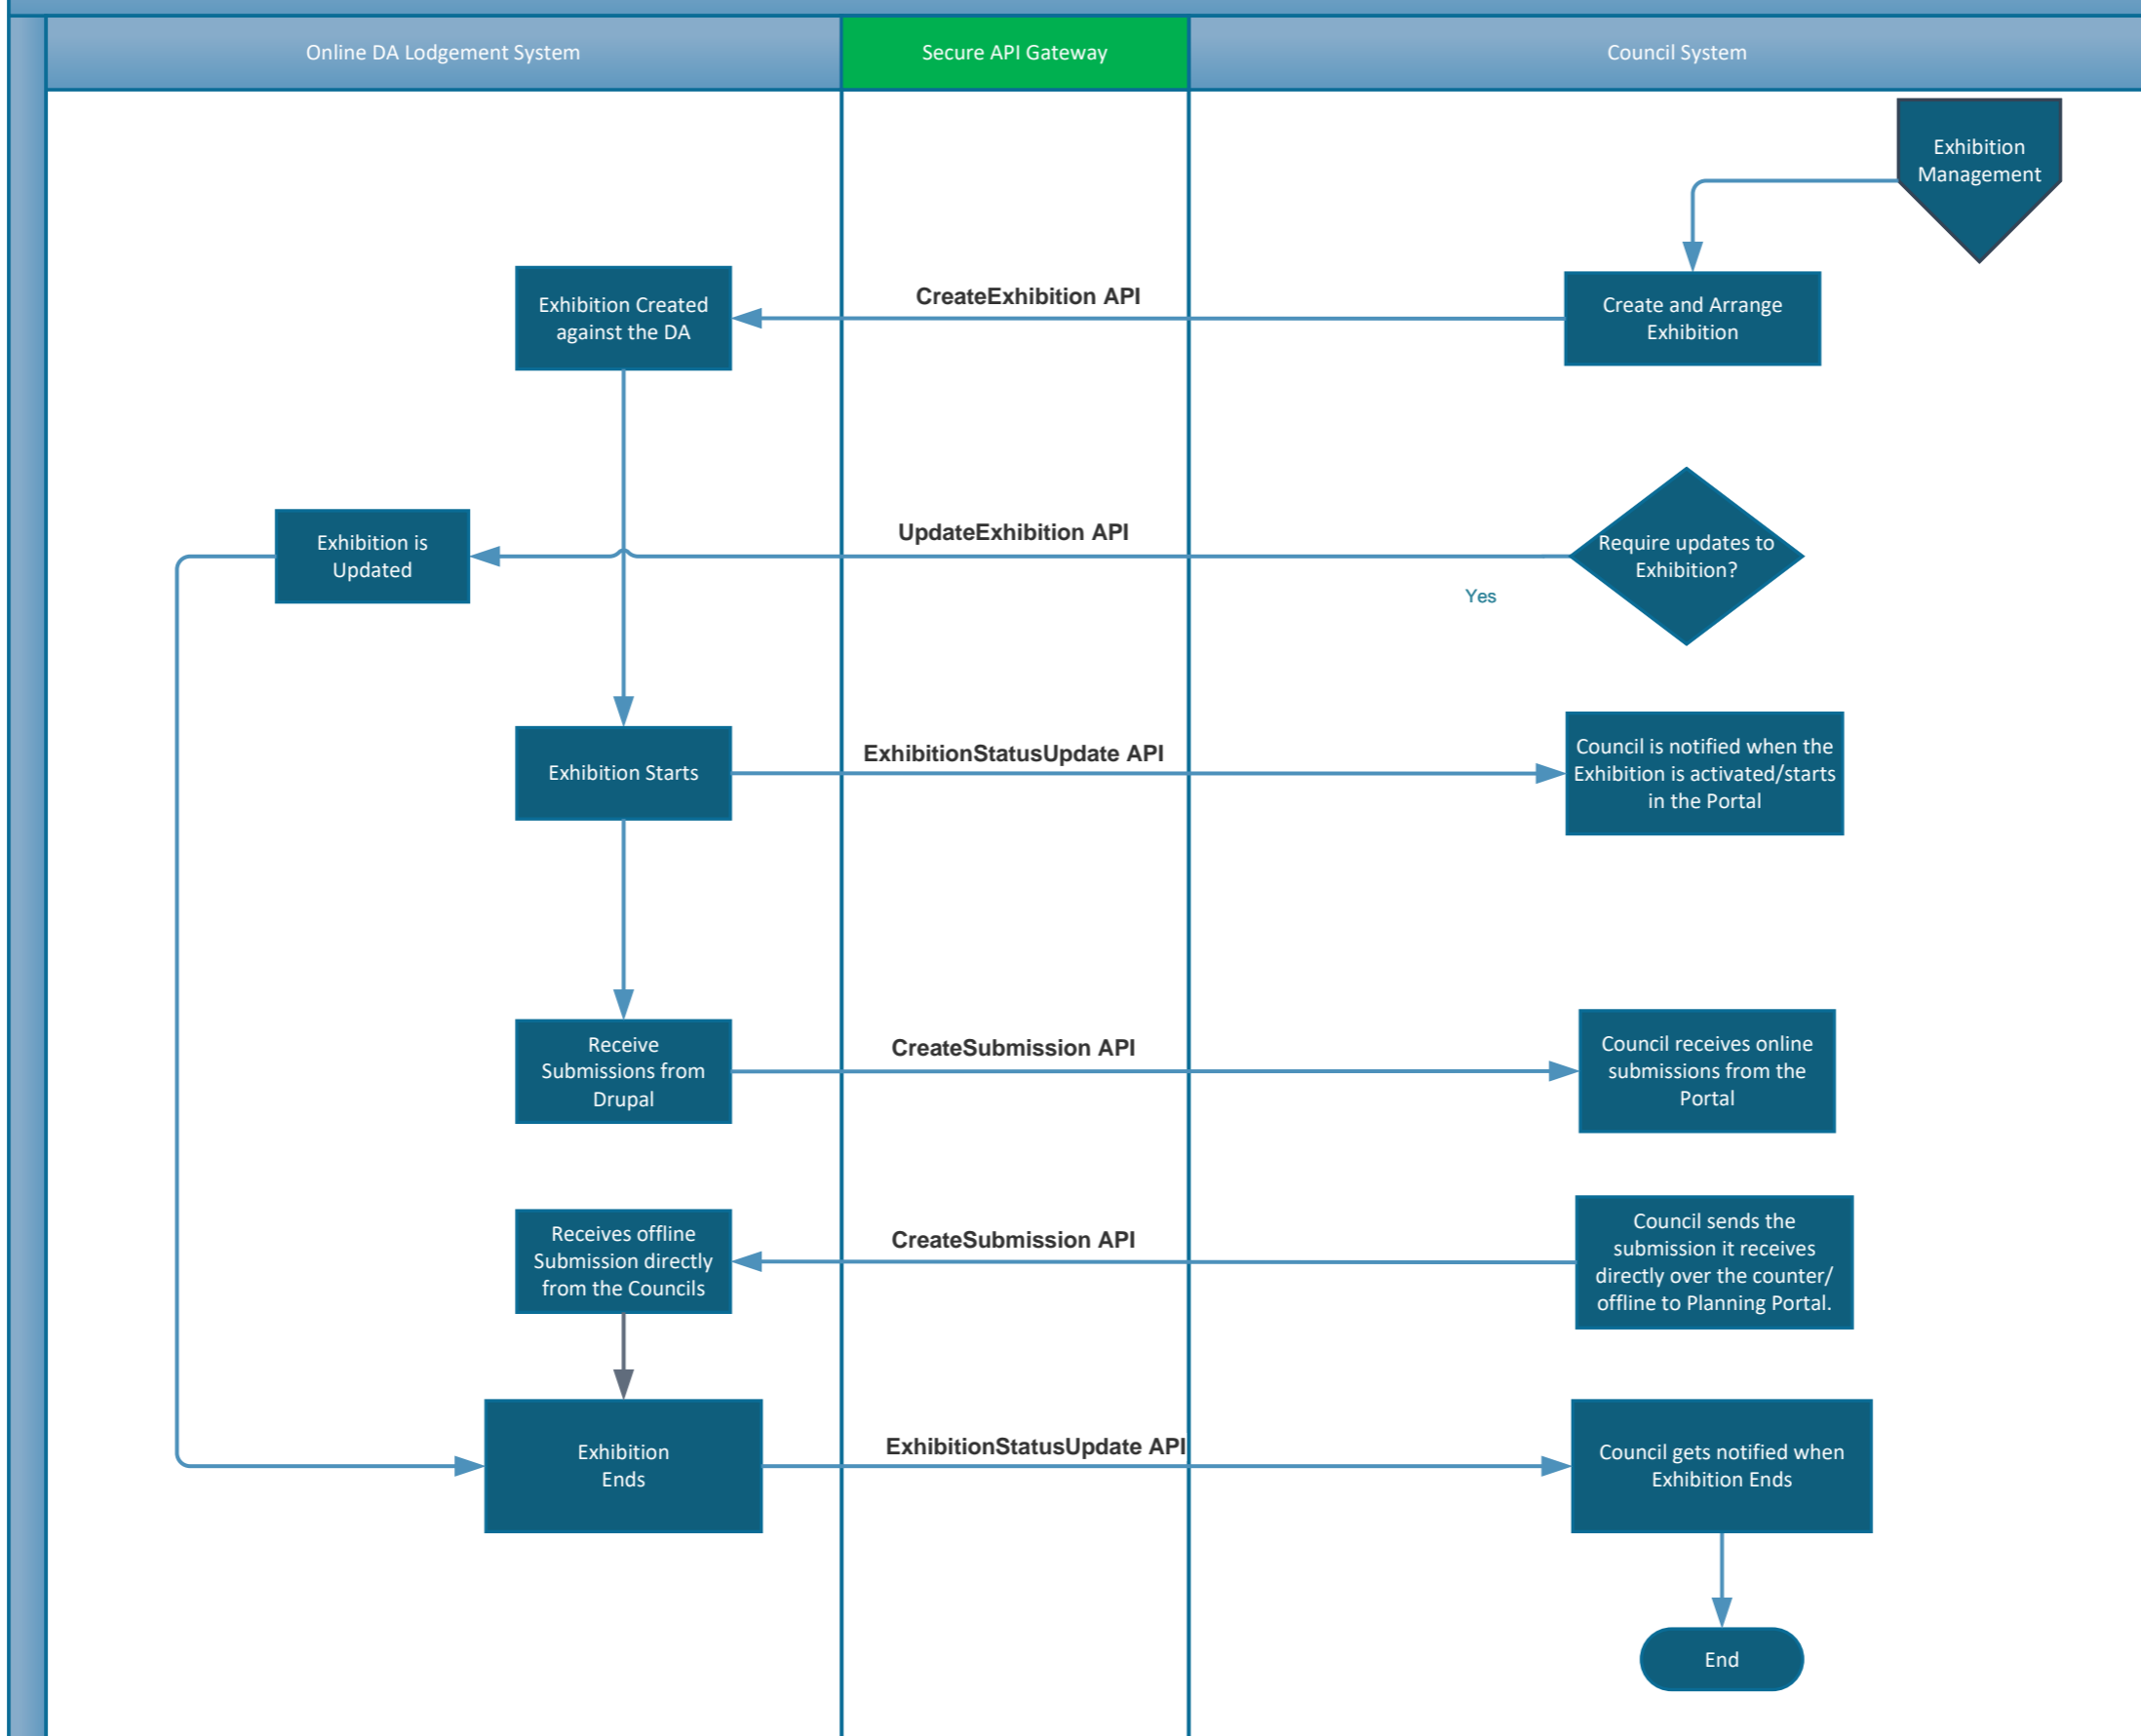 Online DA Lodgement System
Secure API Gateway
Council System
Exhibition
Management
Exhibition Created
against the DA
CreateExhibition API
Create and Arrange
Exhibition
Exhibition is
Updated
UpdateExhibition API
Yes
Require updates to
Exhibition?
Exhibition Starts
ExhibitionStatusUpdate API
Council is notified when the
Exhibition is activated/starts
in the Portal
Receive
Submissions from
Drupal
CreateSubmission API
Council receives online
submissions from the
Portal
Receives offline
Submission directly
from the Councils
CreateSubmission API
Council sends the
submission it receives
directly over the counter/
offline to Planning Portal.
Exhibition
Ends
ExhibitionStatusUpdate API
Council gets notified when
Exhibition Ends
End